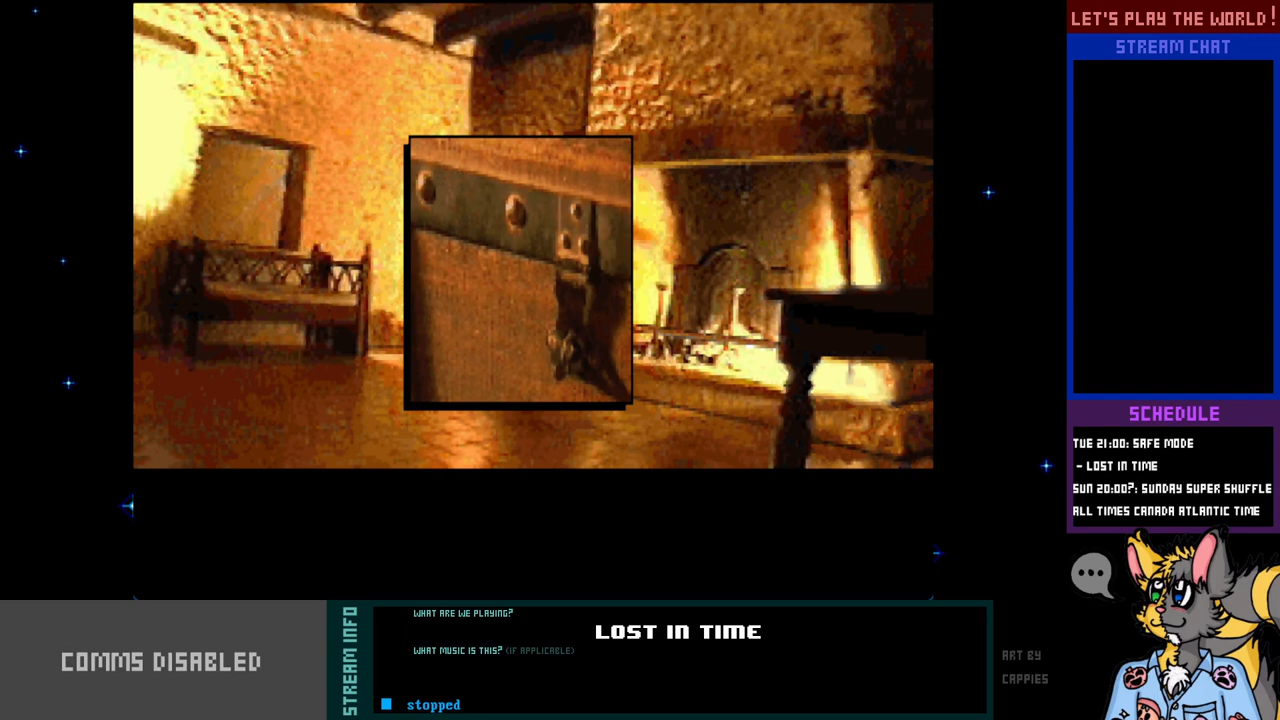 LET'S PLAY THE WORLD!
STREAM CHAT
SCHEDULE
TUE 21:00: SAFE MODE
- LOST IN TIME
SUN 20:00?: SUNDAY SUPER SHUFFLE
ALL TIMES CANADA ATLANTIC TIME
COMMS DISABLED
STREAM INFO
WHAT ARE WE PLAYING?
LOST IN TIME
WHAT MUSIC IS THIS? (IF APPLICABLE)
stopped
ART BY
CAPPIES